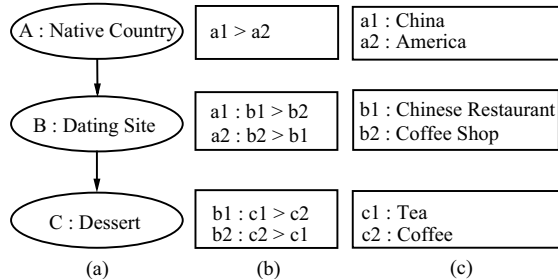 A : Native Country
a1 > a2
a1 : China
a2 : America
B : Dating Site
a1 : b1 > b2
a2 : b2 > b1
b1 : Chinese Restaurant
b2 : Coffee Shop
C : Dessert
b1 : c1 > c2
b2 : c2 > c1
c1 : Tea
c2 : Coffee
(a)
(b)
(c)